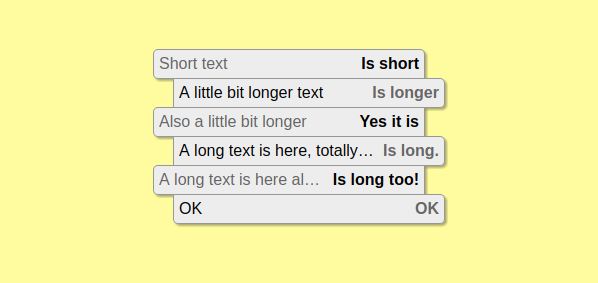 Short text Is short
A little bit longer text Is longer
Also a little bit longer Yes it is
A long text is here, totally… Is long.
A long text is here al… Is long too!
OK OK